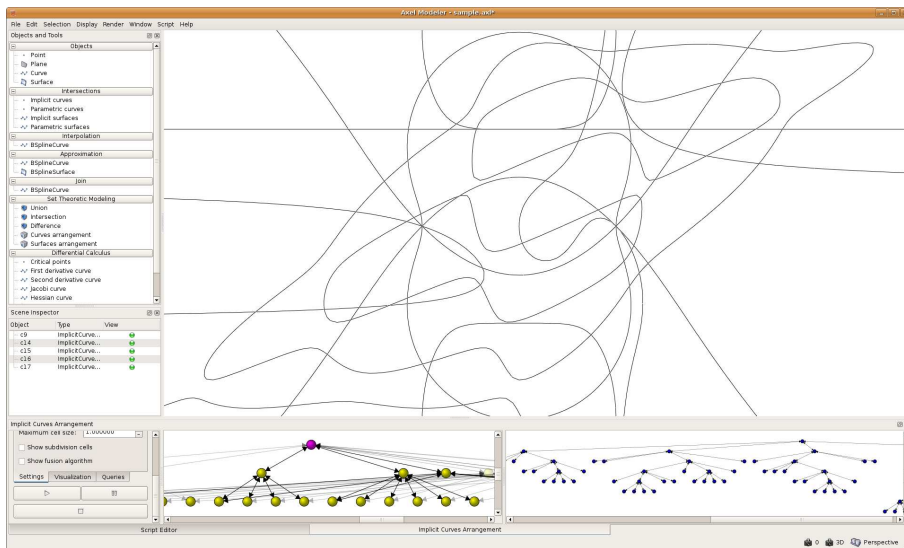 Axel Modeler - sample.axl*
File Edit Selection Display Render Window Script Help
Objects and Tools
Objects
Point
Plane
Curve
Surface
Intersections
Implicit curves
Parametric curves
Implicit surfaces
Parametric surfaces
Interpolation
BSplineCurve
Approximation
BSplineCurve
BSplineSurface
Join
BSplineCurve
Set Theoretic Modeling
Union
Intersection
Difference
Curves arrangement
Surfaces arrangement
Differential Calculus
Critical points
First derivative curve
Second derivative curve
Jacobi curve
Hessian curve
Scene Inspector
Object Type View
c9 ImplicitCurve...
c14 ImplicitCurve...
c15 ImplicitCurve...
c16 ImplicitCurve...
c17 ImplicitCurve...
Implicit Curves Arrangement
Maximum cell size: 1.000000
Show subdivision cells
Show fusion algorithm
Settings Visualization Queries
Script Editor Implicit Curves Arrangement
0 3D Perspective